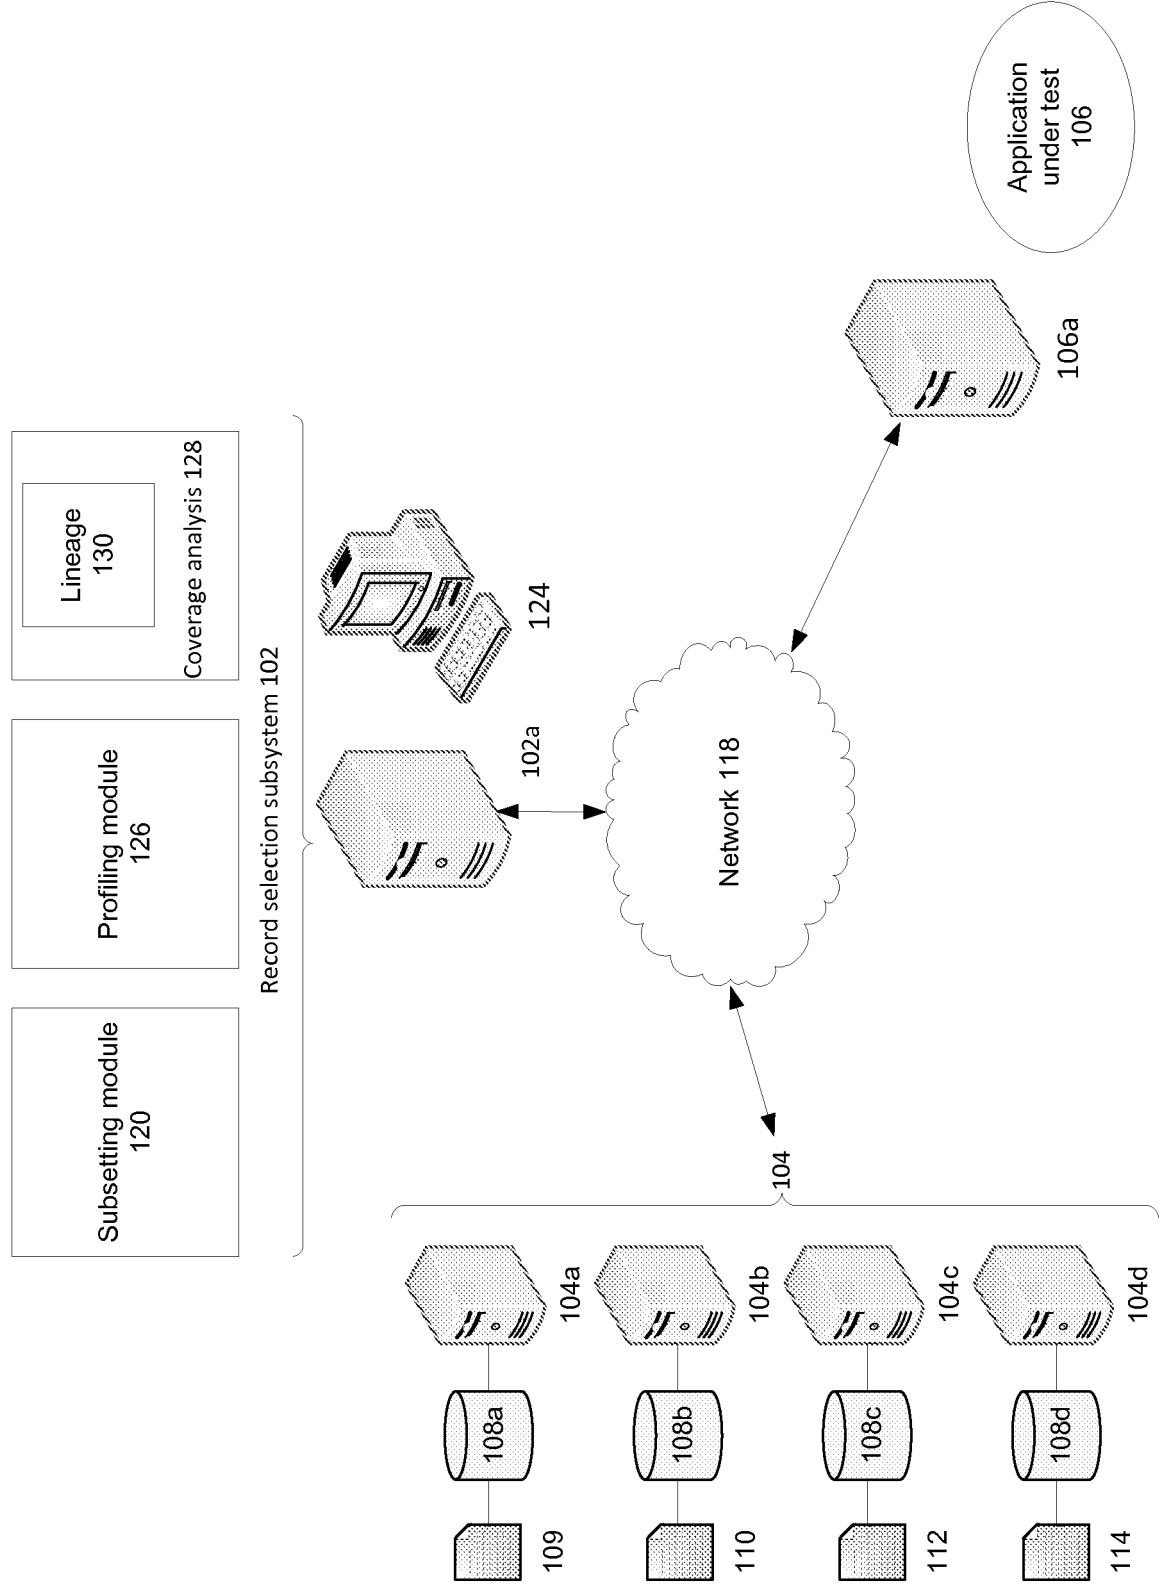 Subsetting module
120
Profiling module
126
Lineage
130
Coverage analysis 128
Record selection subsystem 102
102a
124
Network 118
104
106a
Application
under test
106
109
108a
104a
110
108b
104b
112
108c
104c
114
108d
104d